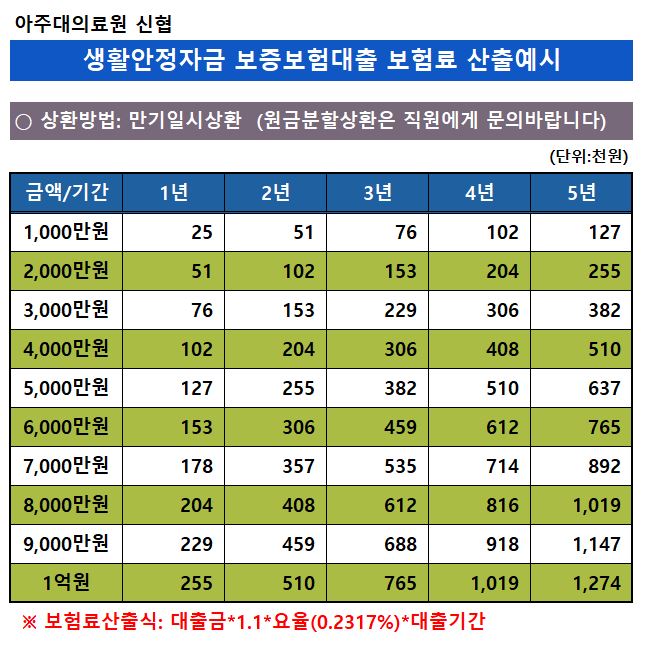 아주대의료원 신협
생활안정자금 보증보험대출 보험료 산출예시
○ 상환방법: 만기일시상환 (원금분할상환은 직원에게 문의바랍니다)
(단위:천원)
금액/기간 1년 2년 3년 4년 5년
1,000만원 25 51 76 102 127
2,000만원 51 102 153 204 255
3,000만원 76 153 229 306 382
4,000만원 102 204 306 408 510
5,000만원 127 255 382 510 637
6,000만원 153 306 459 612 765
7,000만원 178 357 535 714 892
8,000만원 204 408 612 816 1,019
9,000만원 229 459 688 918 1,147
1억원 255 510 765 1,019 1,274
※ 보험료산출식: 대출금*1.1*요율(0.2317%)*대출기간